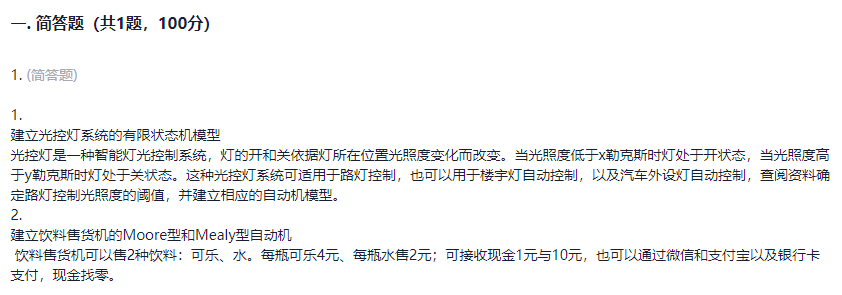 一. 简答题（共1题，100分）
1. (简答题)
1.
建立光控灯系统的有限状态机模型
光控灯是一种智能灯光控制系统，灯的开和关依据灯所在位置光照度变化而改变。当光照度低于x勒克斯时灯处于开状态，当光照度高
于y勒克斯时灯处于关状态。这种光控灯系统可适用于路灯控制，也可以用于楼宇灯自动控制，以及汽车外设灯自动控制，查阅资料确
定路灯控制光照度的阈值，并建立相应的自动机模型。
2.
建立饮料售货机的Moore型和Mealy型自动机
饮料售货机可以售2种饮料：可乐、水。每瓶可乐4元、每瓶水售2元；可接收现金1元与10元，也可以通过微信和支付宝以及银行卡
支付，现金找零。